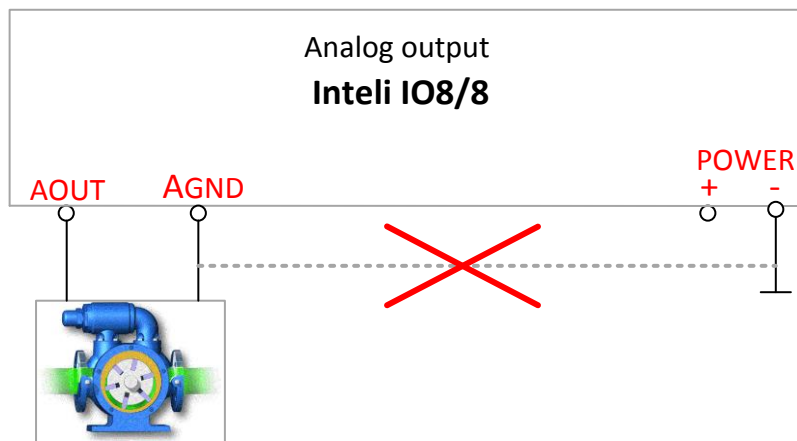 Analog output
Inteli IO8/8
POWER
AOUT
AGND
+ -